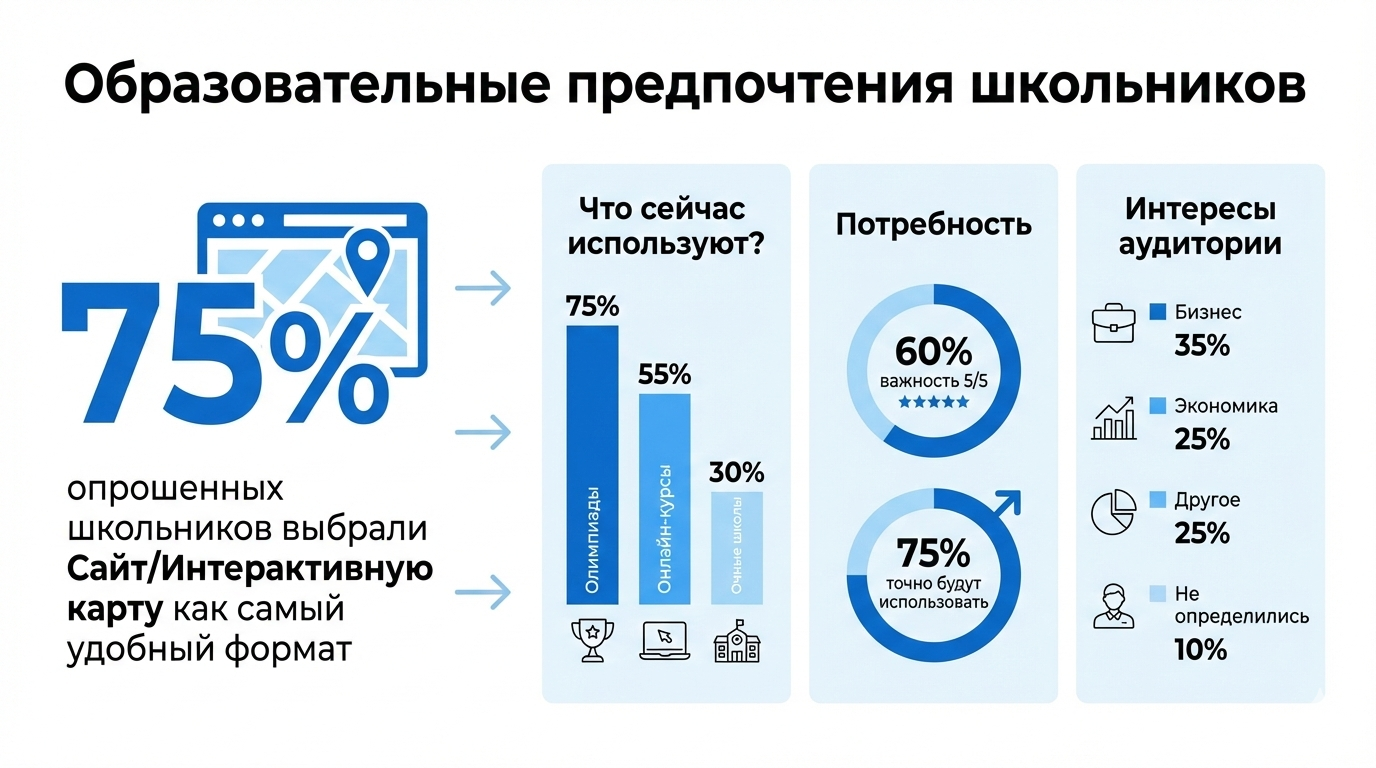 Образовательные предпочтения школьников
75%
опрошенных
школьников выбрали
Сайт/Интерактивную
карту как самый
удобный формат
Что сейчас
используют?
75%
Олимпиады
55%
Онлайн-курсы
30%
Очные школы
Потребность
60%
важность 5/5
75%
точно будут
использовать
Интересы
аудитории
Бизнес
35%
Экономика
25%
Другое
25%
Не
определились
10%